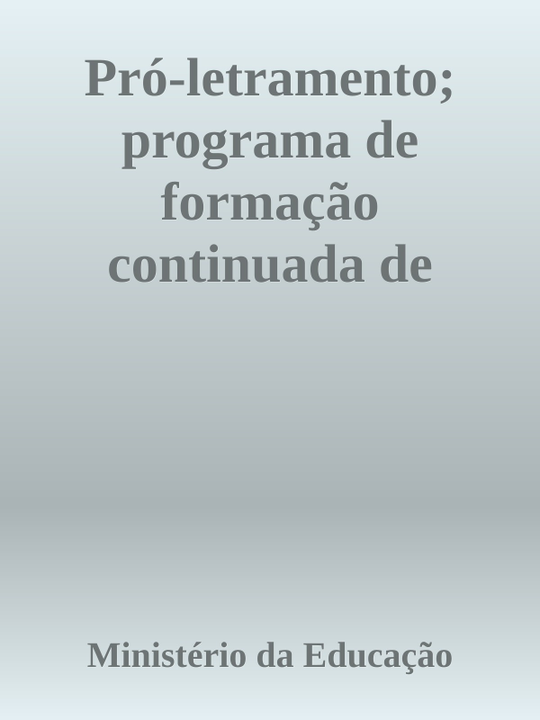 Pró-letramento;
programa de
formação
continuada de
Ministério da Educação